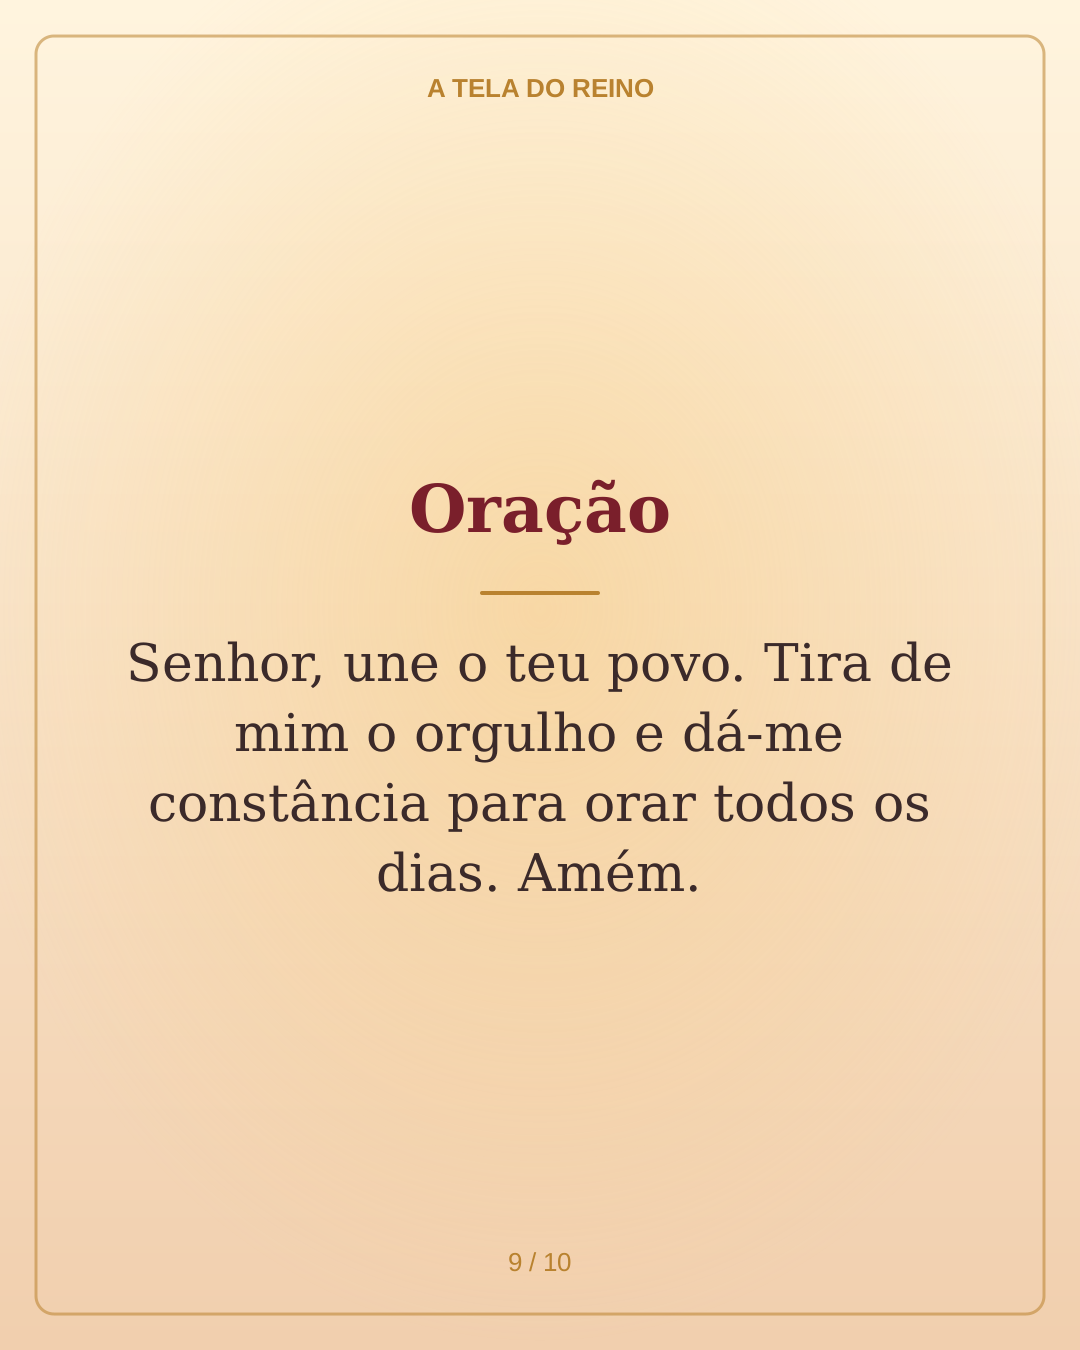 A TELA DO REINO
Oração
Senhor, une o teu povo. Tira de
mim o orgulho e dá-me
constância para orar todos os
dias. Amém.
9 / 10